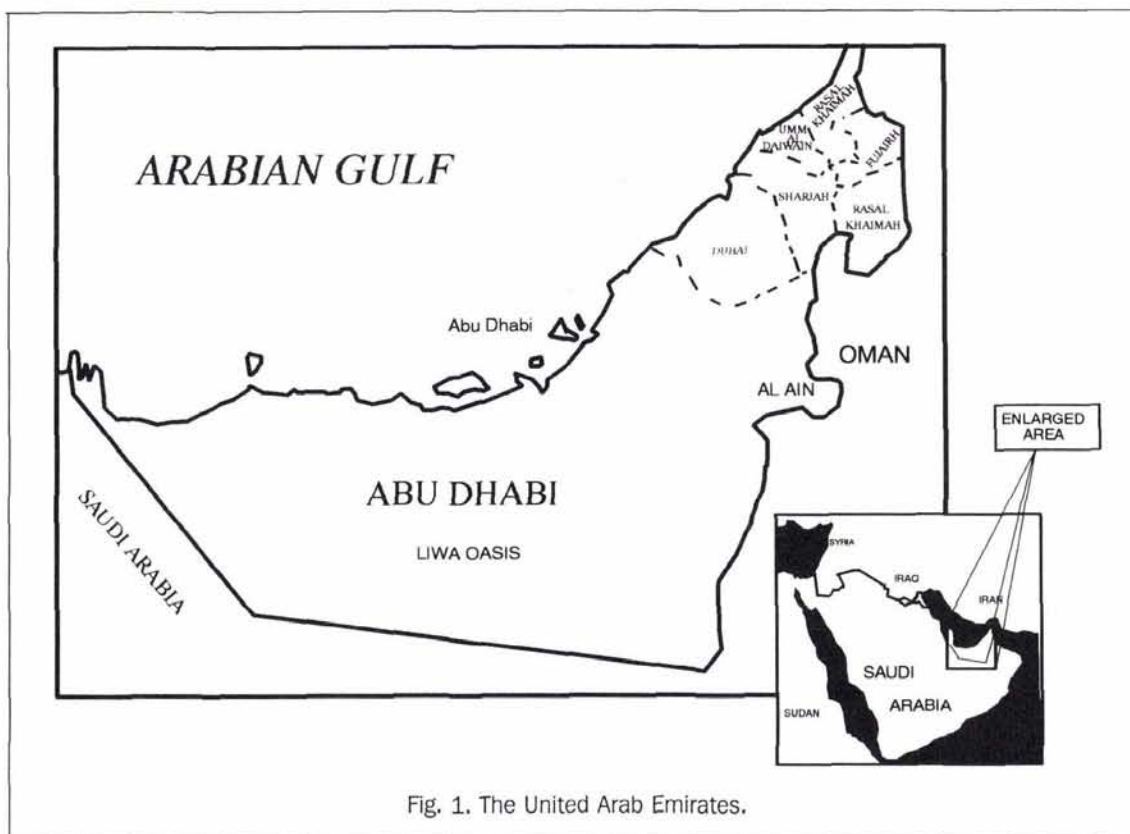 RASAL
KHAIMAH
UMM
AL
DAIWAIN
FUJAIRH
ARABIAN GULF
SHARJAH
RASAL
KHAIMAH
DUBAI
Abu Dhabi
OMAN
AL AIN
ENLARGED
AREA
ABU DHABI
SAUDI ARABIA
LIWA OASIS
SYRIA
IRAQ
IRAN
SAUDI
ARABIA
SUDAN
Fig. 1. The United Arab Emirates.